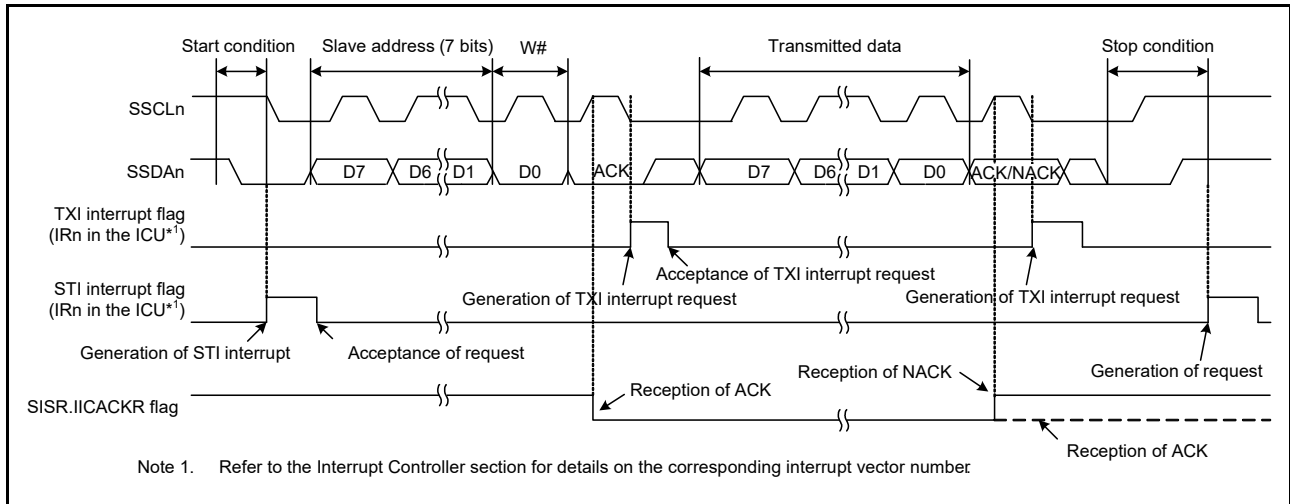 Start condition
Slave address (7 bits)
W#
Transmitted data
Stop condition
SSCLn
SSDAn
D7
D6
D1
D0
ACK
D7
D6
D1
D0
ACK/NACK
TXI interrupt flag
(IRn in the ICU*1)
Acceptance of TXI interrupt request
Generation of TXI interrupt request
Generation of TXI interrupt request
STI interrupt flag
(IRn in the ICU*1)
Generation of STI interrupt
Acceptance of request
Generation of request
Reception of NACK
Reception of ACK
SISR.IICACKR flag
Reception of ACK
Note 1. Refer to the Interrupt Controller section for details on the corresponding interrupt vector number.